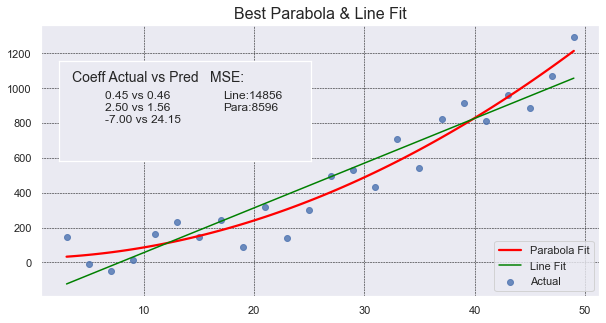 Best Parabola & Line Fit
Coeff Actual vs Pred MSE:
0.45 vs 0.46 Line:14856
2.50 vs 1.56 Para:8596
-7.00 vs 24.15
1200
1000
800
600
400
200
0
10 20 30 40 50
Parabola Fit
Line Fit
Actual